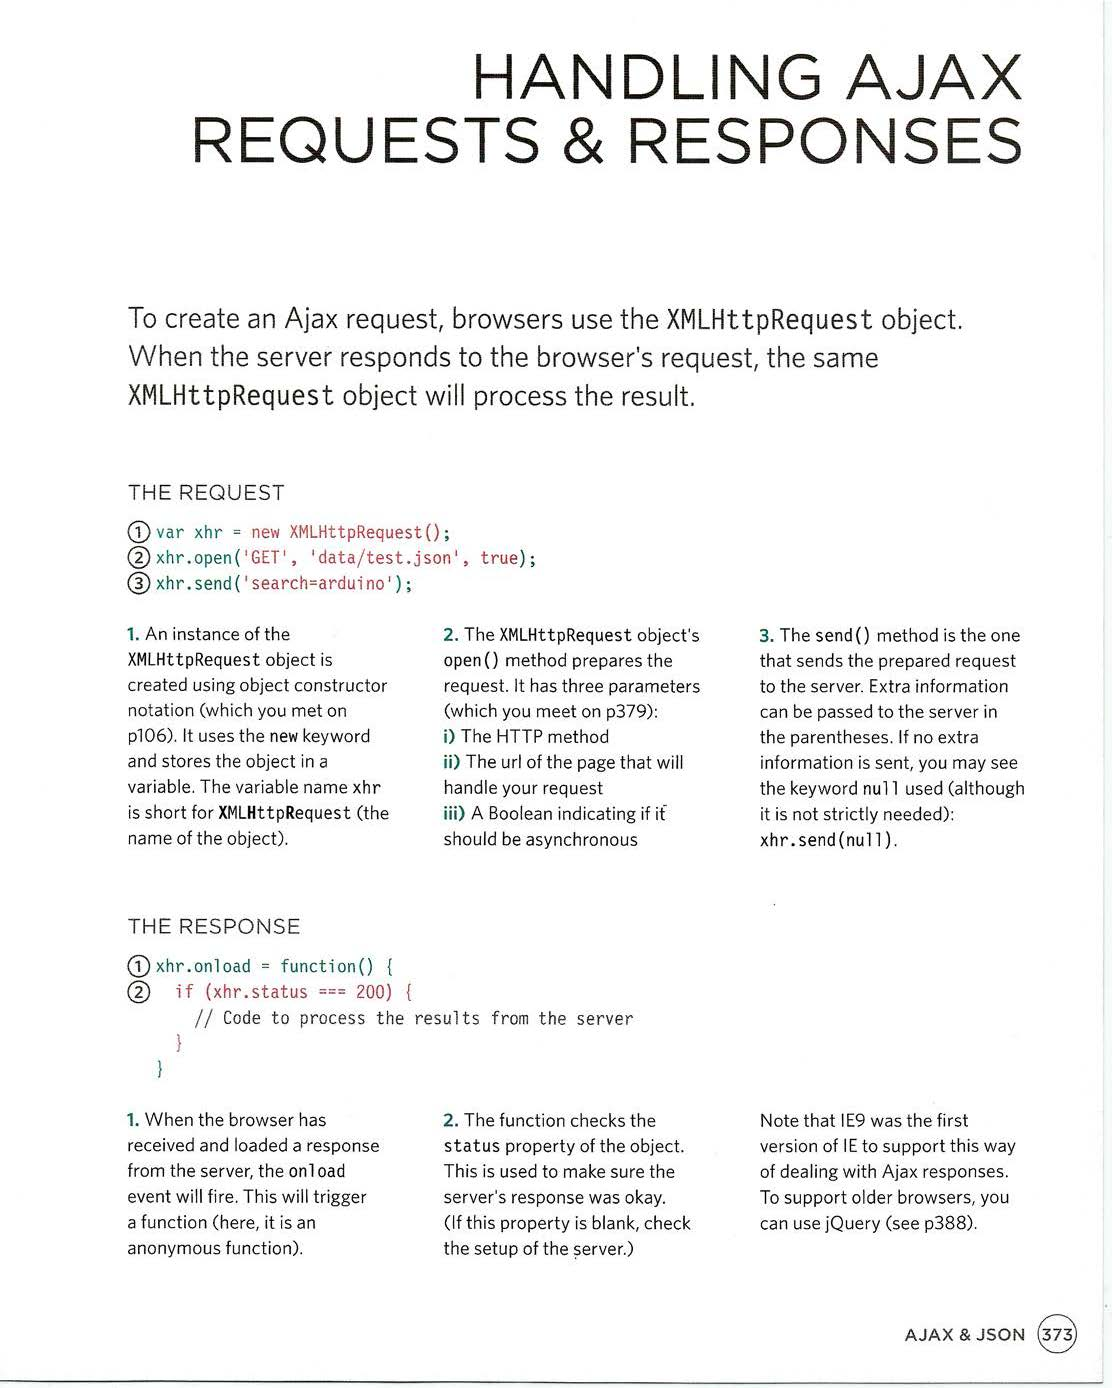 HANDLING AJAX
REQUESTS & RESPONSES
To create an Ajax request, browsers use the XMLHttpRequest object.
When the server responds to the browser's request, the same
XMLHttpRequest object will process the result.
THE REQUEST
① var xhr = new XMLHttpRequest();
② xhr.open('GET', 'data/test.json', true);
③ xhr.send('search=arduino');
1. An instance of the
XMLHttpRequest object is
created using object constructor
notation (which you met on
p106). It uses the new keyword
and stores the object in a
variable. The variable name xhr
is short for XMLHttpRequest (the
name of the object).
2. The XMLHttpRequest object's
open() method prepares the
request. It has three parameters
(which you meet on p379):
i) The HTTP method
ii) The url of the page that will
handle your request
iii) A Boolean indicating if it
should be asynchronous
3. The send() method is the one
that sends the prepared request
to the server. Extra information
can be passed to the server in
the parentheses. If no extra
information is sent, you may see
the keyword null used (although
it is not strictly needed):
xhr.send(null).
THE RESPONSE
① xhr.onload = function() {
② if (xhr.status === 200) {
// Code to process the results from the server
}
}
1. When the browser has
received and loaded a response
from the server, the onload
event will fire. This will trigger
a function (here, it is an
anonymous function).
2. The function checks the
status property of the object.
This is used to make sure the
server's response was okay.
(If this property is blank, check
the setup of the server.)
Note that IE9 was the first
version of IE to support this way
of dealing with Ajax responses.
To support older browsers, you
can use jQuery (see p388).
AJAX & JSON 373